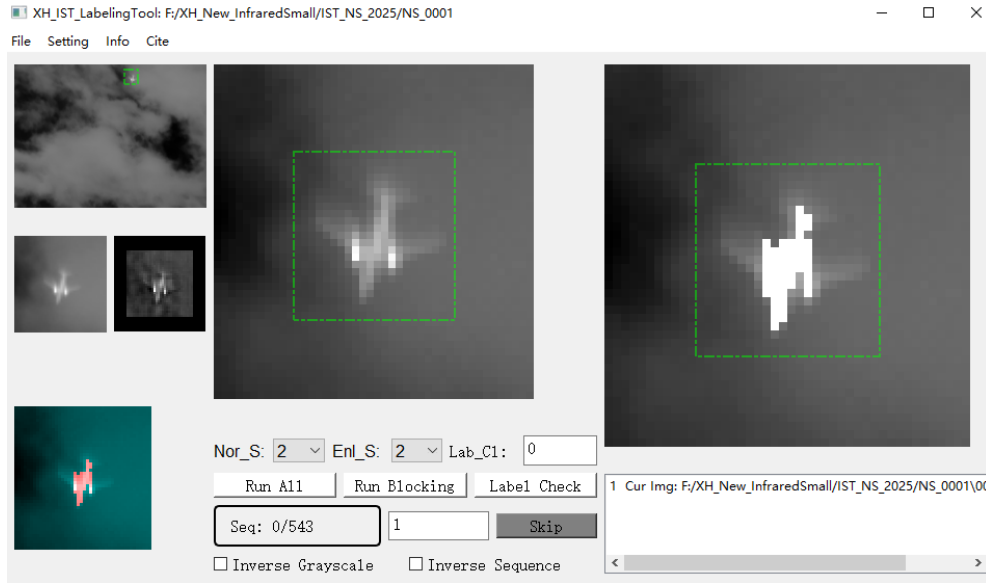 XH_IST_LabelingTool: F:/XH_New_InfraredSmall/IST_NS_2025/NS_0001
File Setting Info Cite
Nor_S: 2 Enl_S: 2 Lab_Cl: 0
Run All Run Blocking Label Check
1 Cur Img: F:/XH_New_InfraredSmall/IST_NS_2025/NS_0001\00
Seq: 0/543 1 Skip
Inverse Grayscale Inverse Sequence